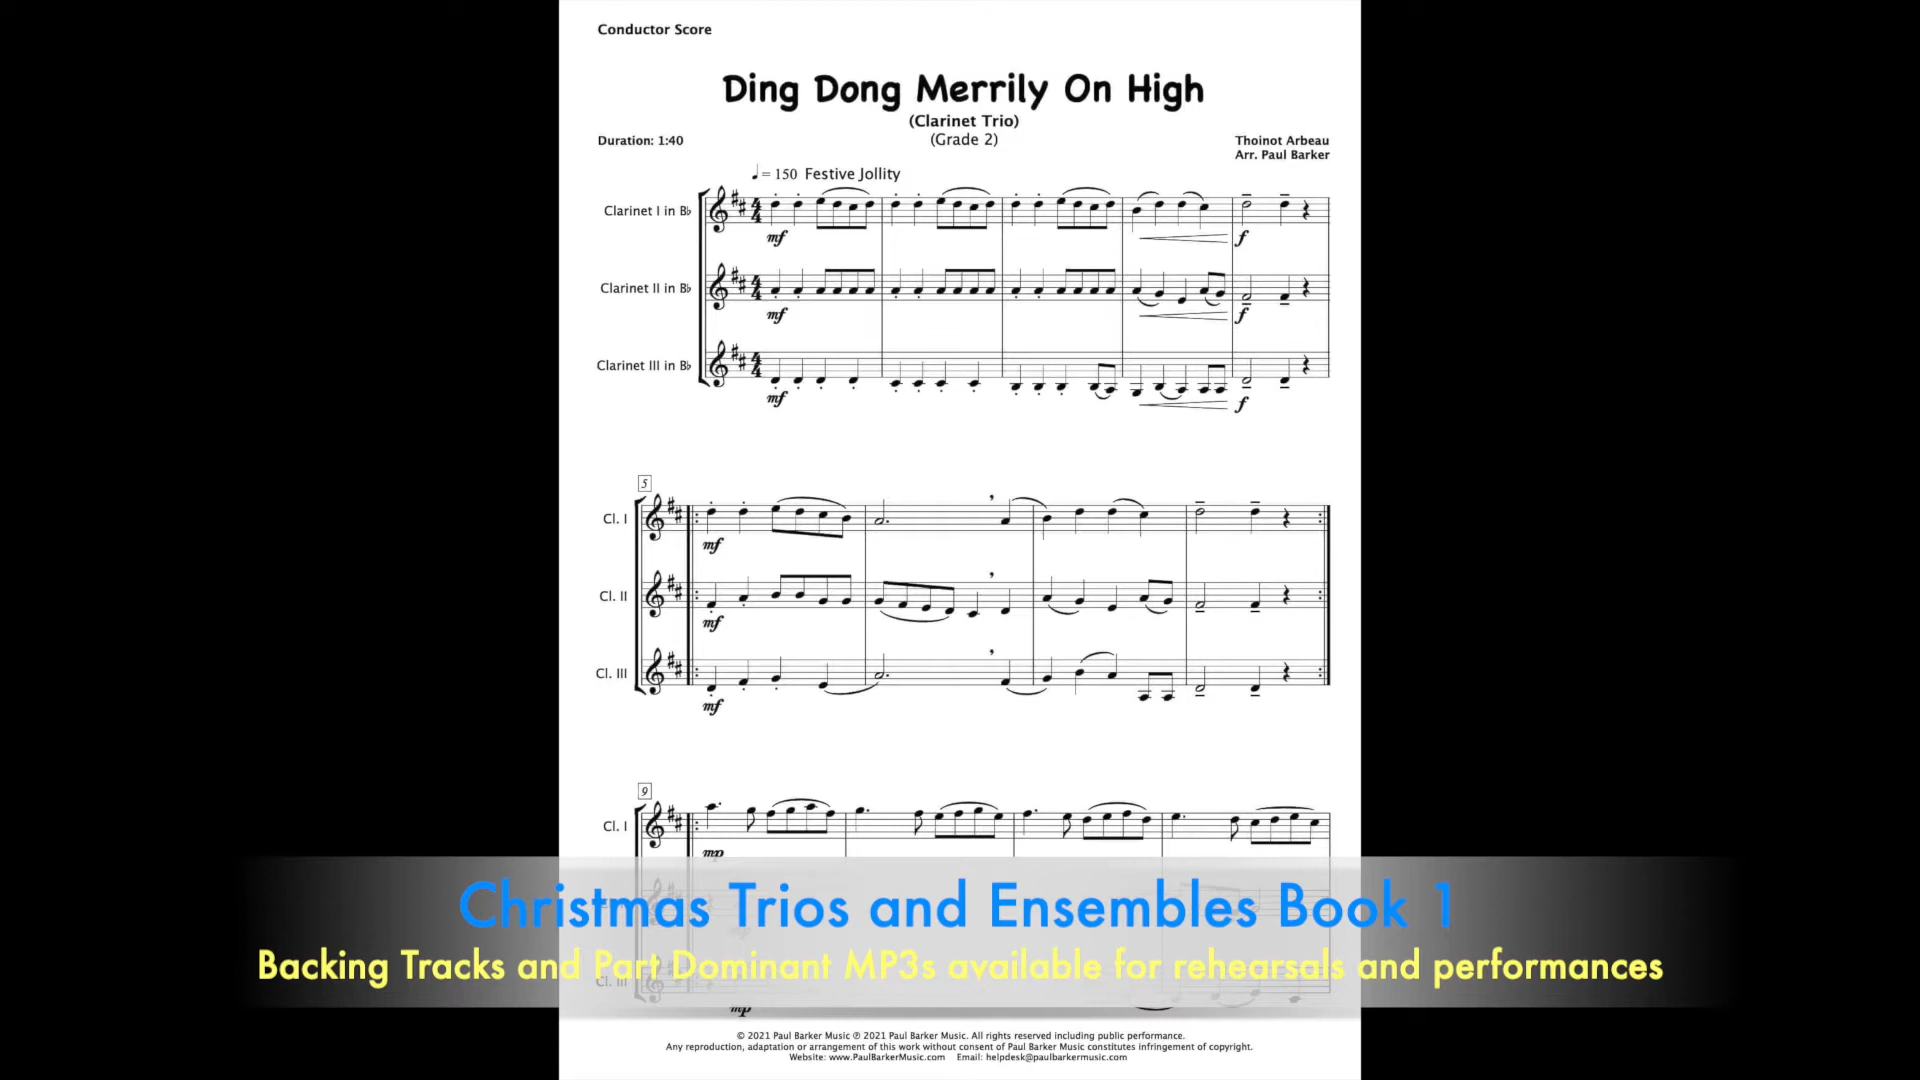 Conductor Score
Ding Dong Merrily On High
(Clarinet Trio)
(Grade 2)
Duration: 1:40
Thoinot Arbeau
Arr. Paul Barker
♩ = 150 Festive Jollity
Clarinet I in B♭
mf
f
Clarinet II in B♭
mf
f
Clarinet III in B♭
mf
f
5
Cl. I
mf
Cl. II
mf
Cl. III
mf
9
Cl. I
mp
Christmas Trios and Ensembles Book 1
Backing Tracks and Part Dominant MP3s available for rehearsals and performances
Cl. III
mp
© 2021 Paul Barker Music ℗ 2021 Paul Barker Music. All rights reserved including public performance.
Any reproduction, adaptation or arrangement of this work without consent of Paul Barker Music constitutes infringement of copyright.
Website: www.PaulBarkerMusic.com Email: helpdesk@paulbarkermusic.com